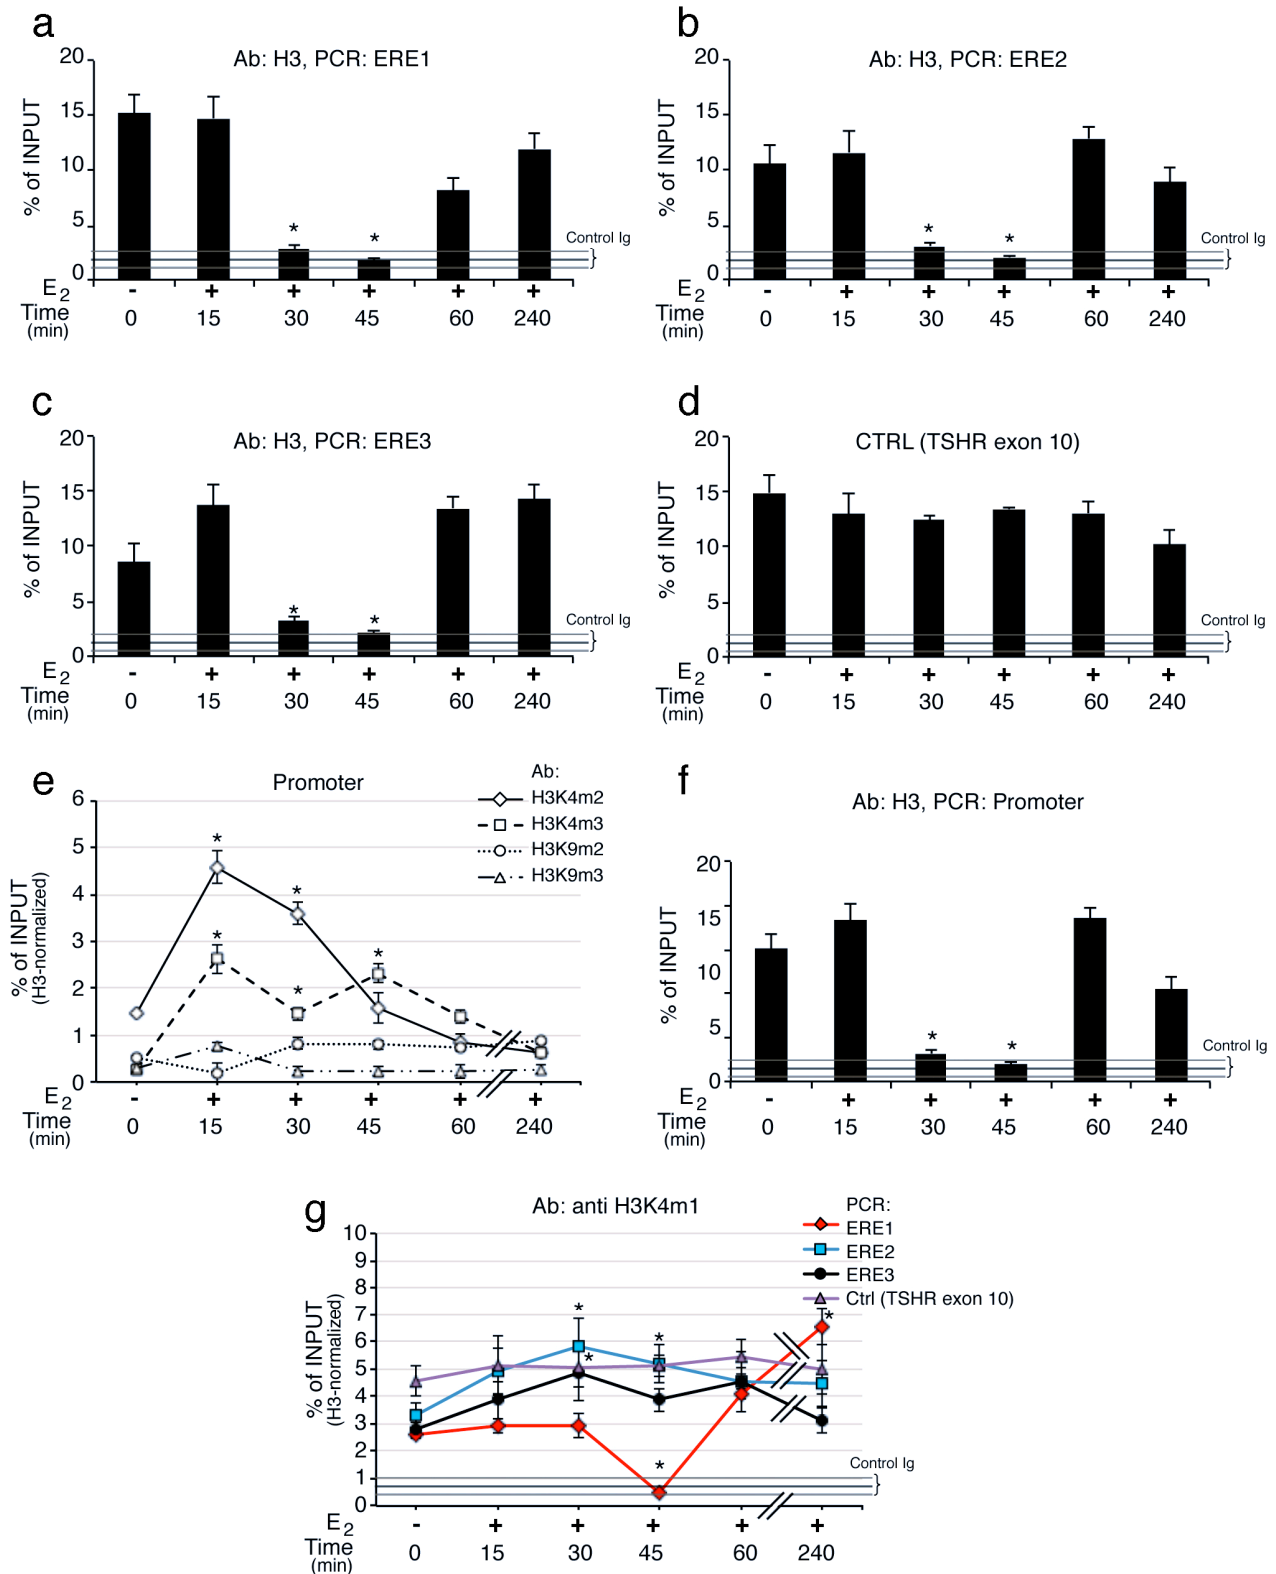 a
Ab: H3, PCR: ERE1
20
15
10
5
0
% of INPUT
* *
Control Ig
E2 - + + + + +
Time (min) 0 15 30 45 60 240
b
Ab: H3, PCR: ERE2
20
15
10
5
0
% of INPUT
* *
Control Ig
E2 - + + + + +
Time (min) 0 15 30 45 60 240
c
Ab: H3, PCR: ERE3
20
15
10
5
0
% of INPUT
* *
Control Ig
E2 - + + + + +
Time (min) 0 15 30 45 60 240
d
CTRL (TSHR exon 10)
20
15
10
5
0
% of INPUT
Control Ig
E2 - + + + + +
Time (min) 0 15 30 45 60 240
e
Promoter
Ab:
H3K4m2
H3K4m3
H3K9m2
H3K9m3
6
5
4
3
2
1
0
% of INPUT
(H3-normalized)
* * * * *
E2 - + + + + +
Time (min) 0 15 30 45 60 240
f
Ab: H3, PCR: Promoter
20
15
10
5
0
% of INPUT
* *
Control Ig
E2 - + + + + +
Time (min) 0 15 30 45 60 240
g
Ab: anti H3K4m1
PCR:
ERE1
ERE2
ERE3
Ctrl (TSHR exon 10)
10
9
8
7
6
5
4
3
2
1
0
% of INPUT
(H3-normalized)
* * * * *
Control Ig
E2 - + + + + +
Time (min) 0 15 30 45 60 240